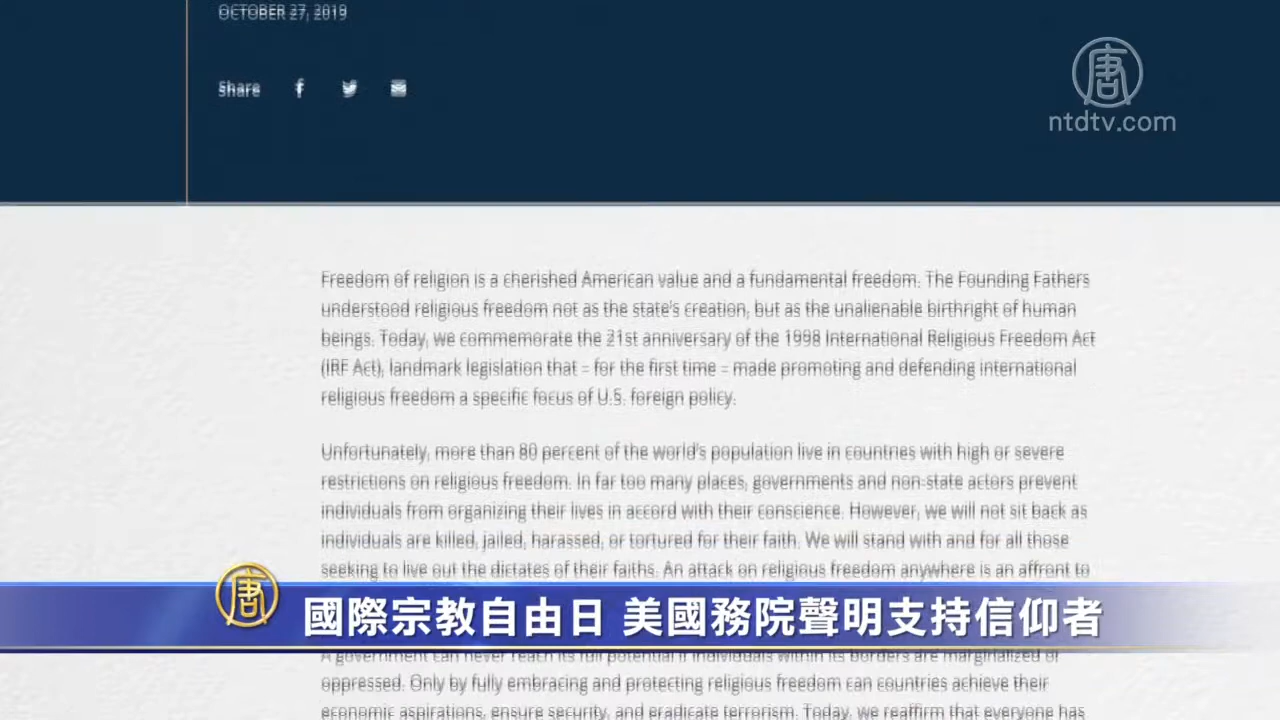 OCTOBER 27, 2019
唐
Share
ntdtv.com
Freedom of religion is a cherished American value and a fundamental freedom. The Founding Fathers
understood religious freedom not as the state's creation, but as the unalienable birthright of human
beings. Today, we commemorate the 21st anniversary of the 1998 International Religious Freedom Act
(IRF Act), landmark legislation that – for the first time – made promoting and defending international
religious freedom a specific focus of U.S. foreign policy.
Unfortunately, more than 80 percent of the world's population live in countries with high or severe
restrictions on religious freedom. In far too many places, governments and non-state actors prevent
individuals from organizing their lives in accord with their conscience. However, we will not sit back as
individuals are killed, jailed, harassed, or tortured for their faith. We will stand with and for all those
seeking to live out the dictates of their faiths. An attack on religious freedom anywhere is an affront to
唐
國際宗教自由日 美國務院聲明支持信仰者
A government can never reach its full potential if individuals within its borders are marginalized or
oppressed. Only by fully embracing and protecting religious freedom can countries achieve their
economic aspirations, ensure security, and eradicate terrorism. Today, we reaffirm that everyone has